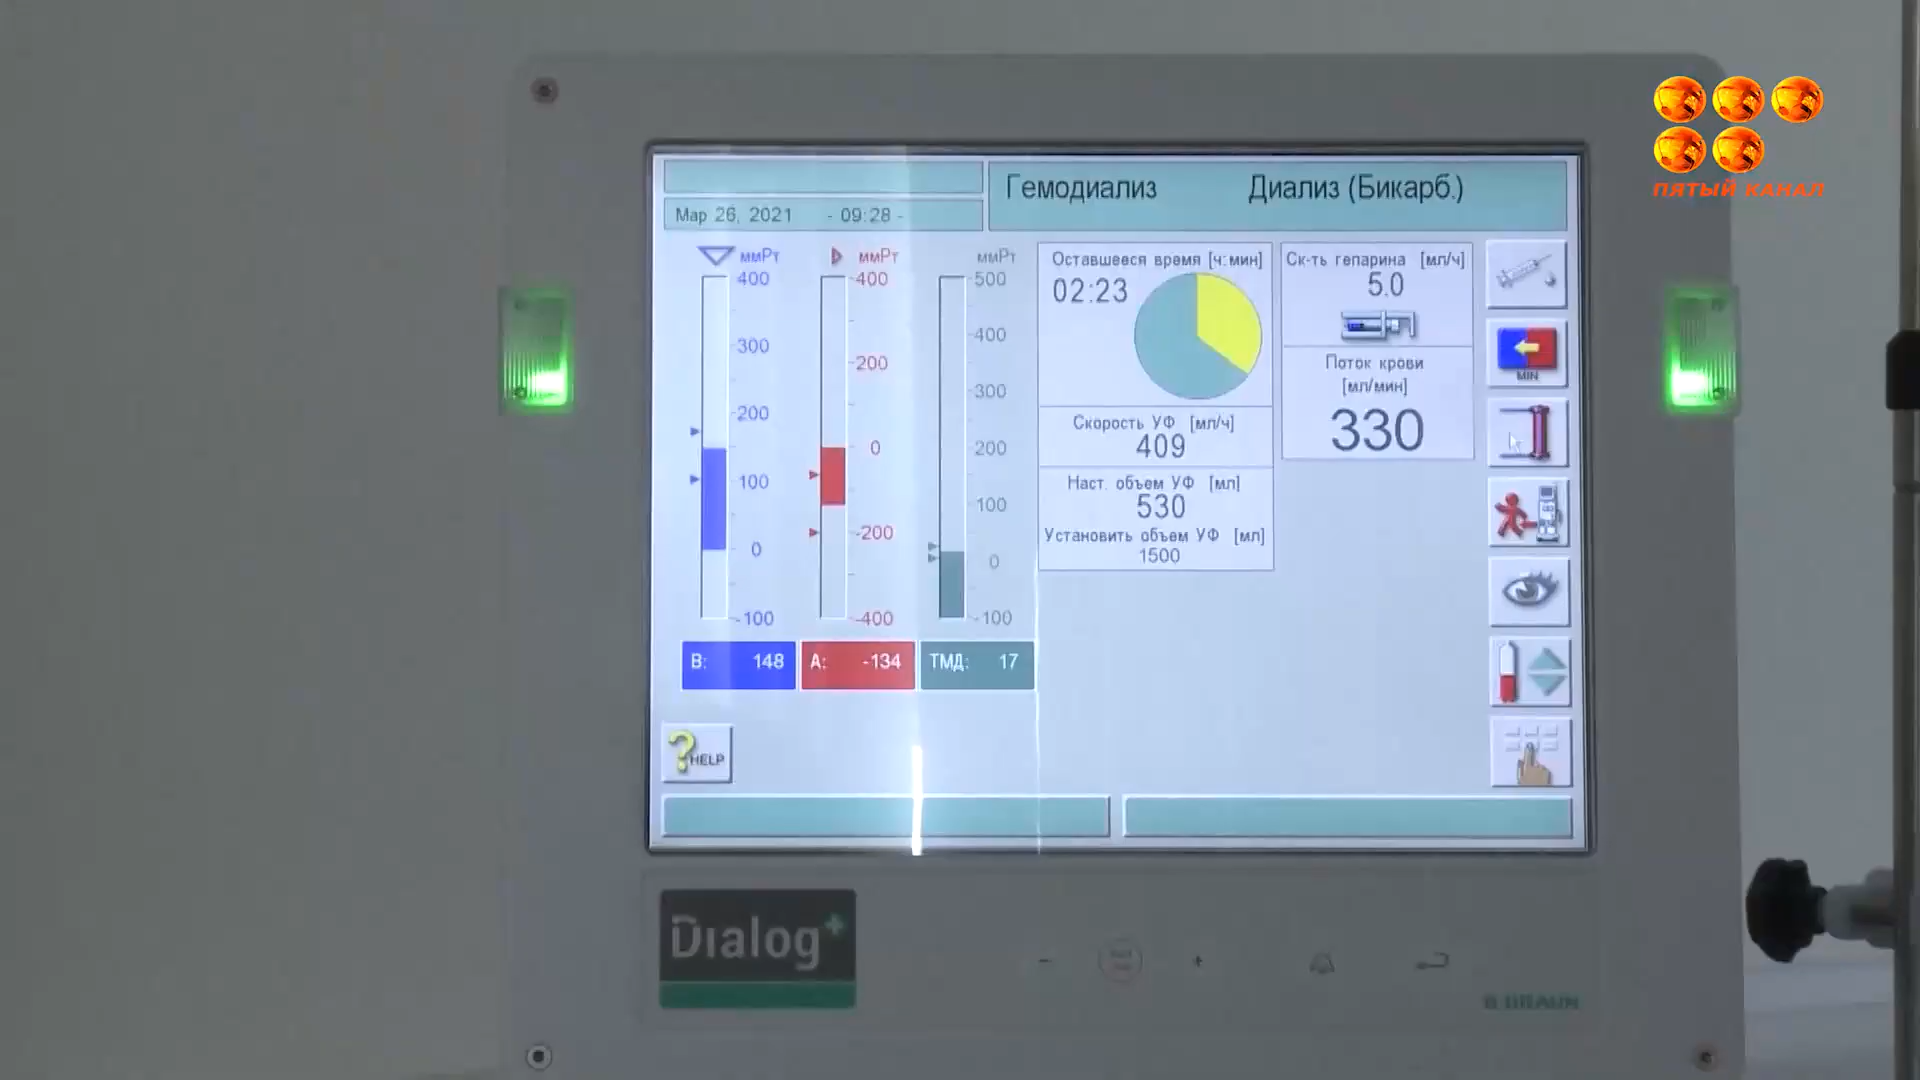 ПЯТЫЙ КАНАЛ
Гемодиализ Диализ (Бикарб.)
Мар 26, 2021 - 09:28 -
ммРт ммРт ммРт
400 400 500
300 200 400
200 0 300
100 -200 200
0 -400 100
-100 0
-100
В: 148 А: -134 ТМД: 17
Оставшееся время [ч:мин]
02:23
Скорость УФ [мл/ч]
409
Наст. объем УФ [мл]
530
Установить объем УФ [мл]
1500
Ск-ть гепарина [мл/ч]
5.0
Поток крови
[мл/мин]
330
MIN
HELP
Dialog+
- +
B|BRAUN